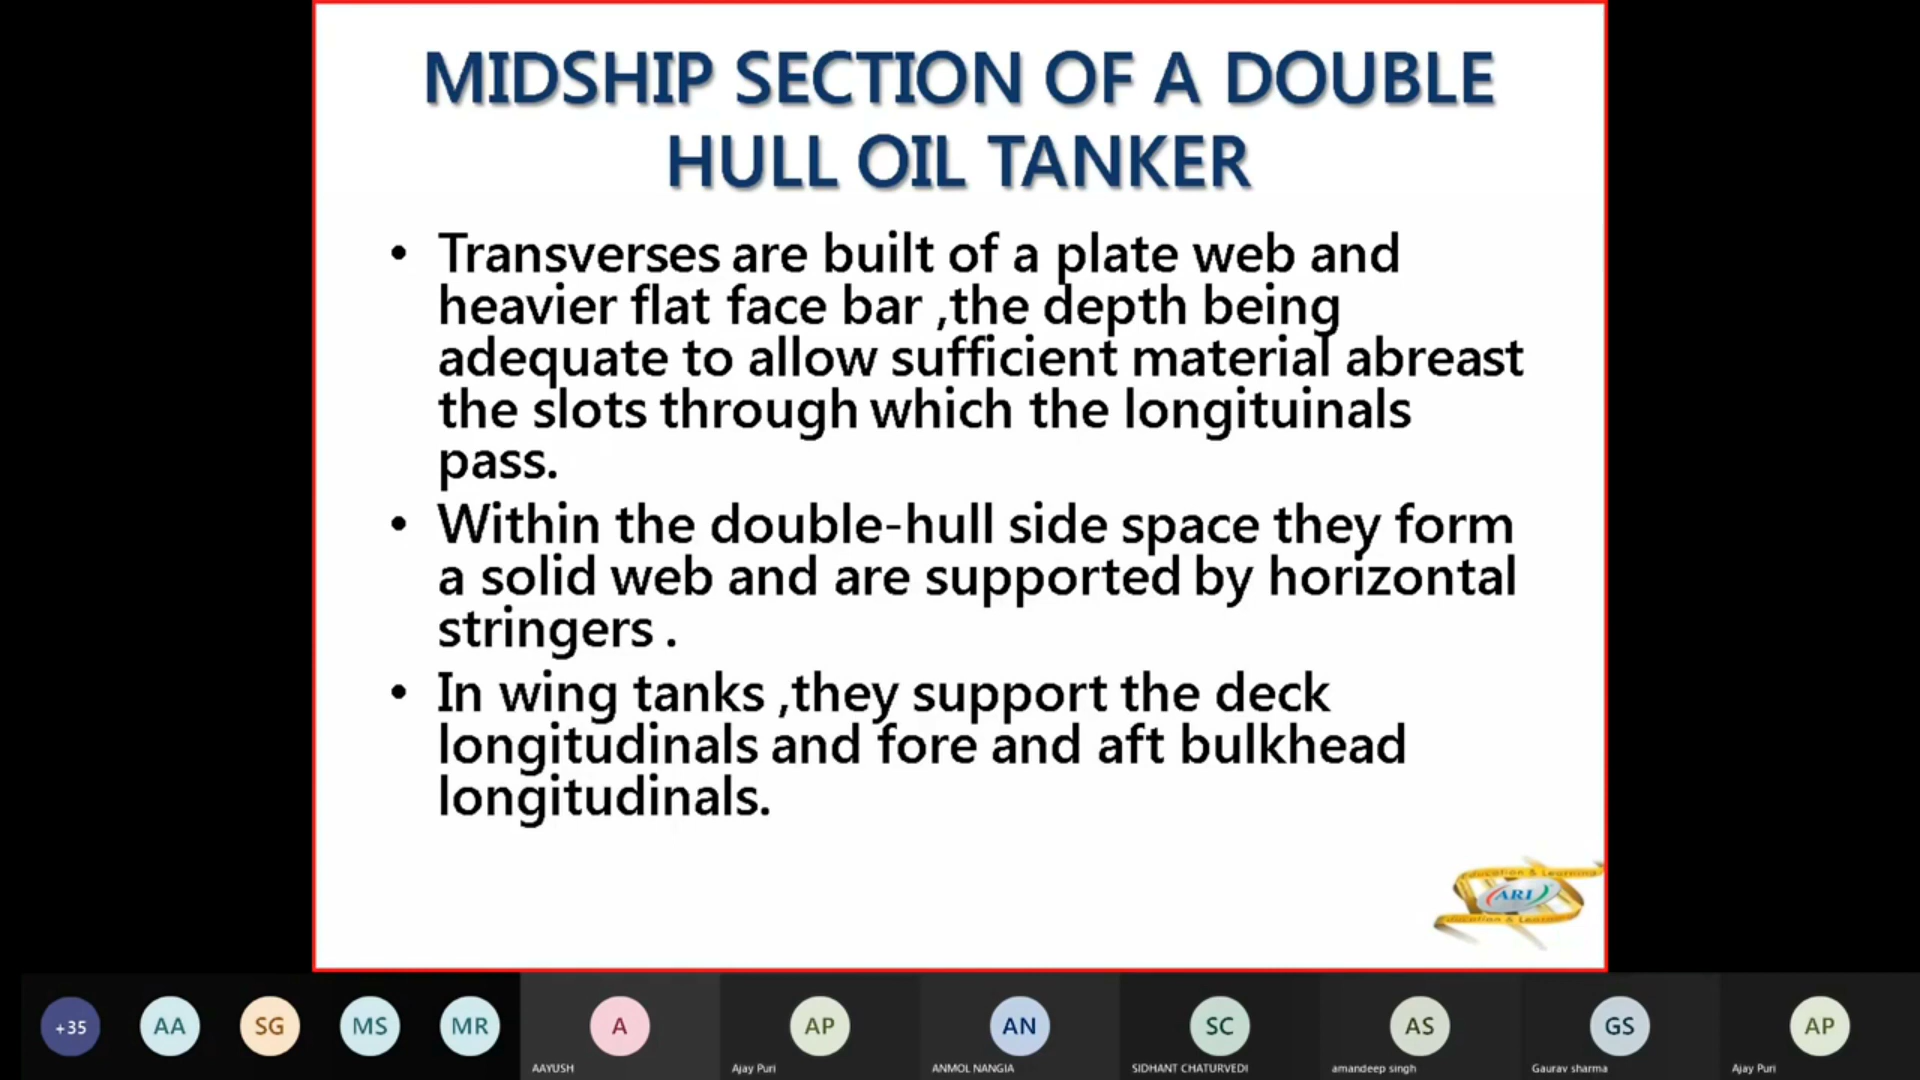 MIDSHIP SECTION OF A DOUBLE
HULL OIL TANKER
• Transverses are built of a plate web and
heavier flat face bar ,the depth being
adequate to allow sufficient material abreast
the slots through which the longituinals
pass.
• Within the double-hull side space they form
a solid web and are supported by horizontal
stringers .
• In wing tanks ,they support the deck
longitudinals and fore and aft bulkhead
longitudinals.
Education & Learning
ARI
Education & Learning
+35
AA
SG
MS
MR
A
AP
AN
SC
AS
GS
AP
AAYUSH
Ajay Puri
ANMOL NANGIA
SIDHANT CHATURVEDI
amandeep singh
Gaurav sharma
Ajay Puri